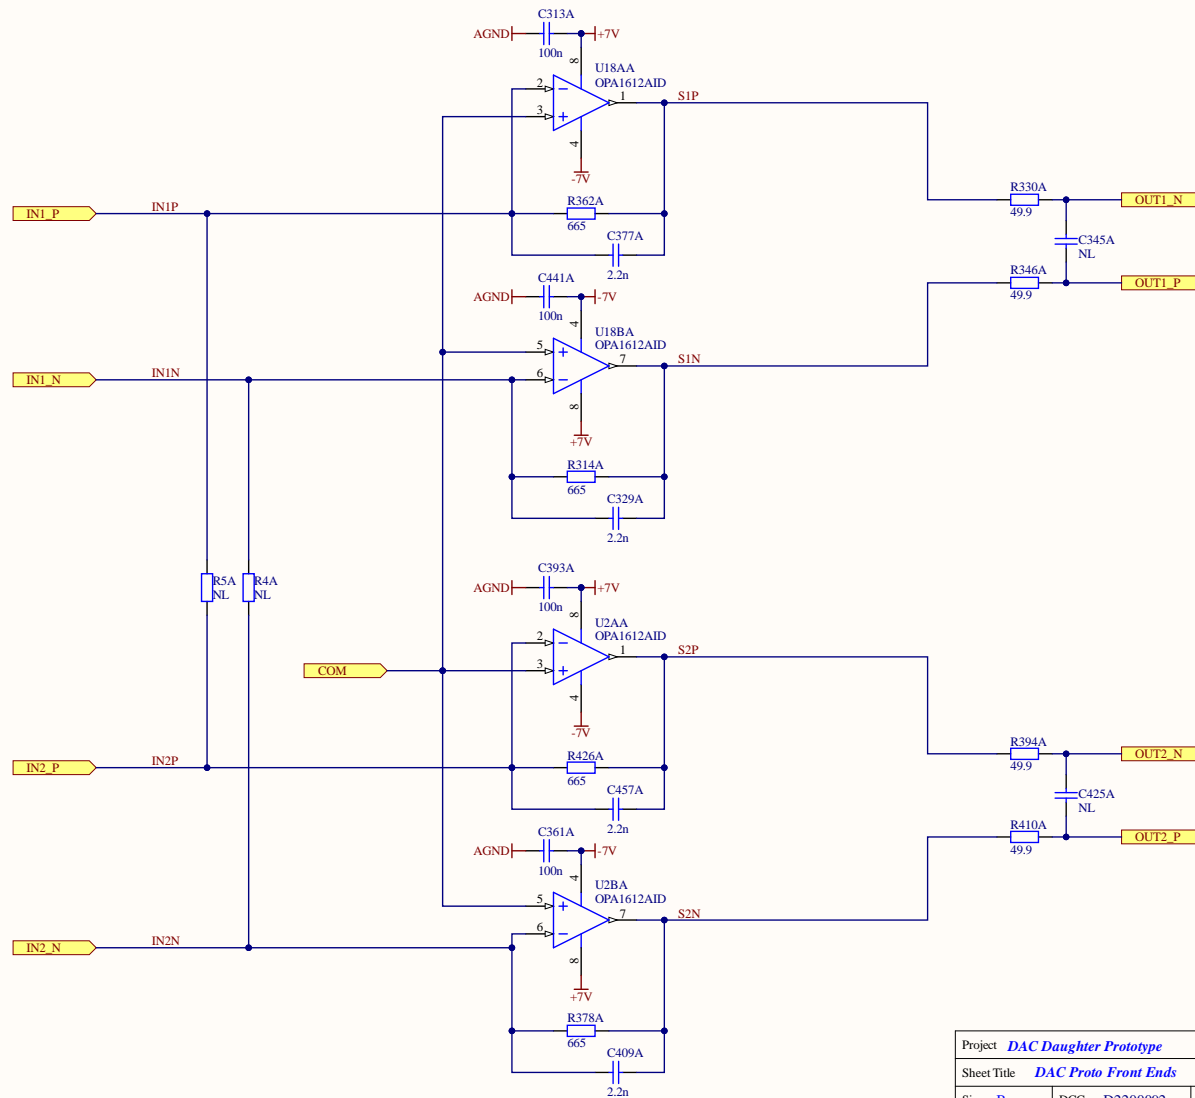 C313A
AGND
+7V
100n
8
U18AA
OPA1612AID
2
1
S1P
3
4
-7V
R330A
49.9
OUT1_N
IN1_P
IN1P
R362A
665
C377A
2.2n
C345A
NL
C441A
AGND
-7V
100n
R346A
49.9
OUT1_P
4
U18BA
OPA1612AID
5
7
S1N
6
IN1_N
IN1N
8
+7V
R314A
665
C329A
2.2n
C393A
AGND
+7V
100n
R5A
NL
R4A
NL
8
U2AA
OPA1612AID
2
1
S2P
3
COM
4
-7V
R394A
49.9
OUT2_N
IN2_P
IN2P
R426A
665
C457A
2.2n
C425A
NL
C361A
AGND
-7V
100n
R410A
49.9
OUT2_P
4
U2BA
OPA1612AID
5
7
S2N
6
IN2_N
IN2N
8
+7V
R378A
665
C409A
2.2n
Project DAC Daughter Prototype
Sheet Title DAC Proto Front Ends